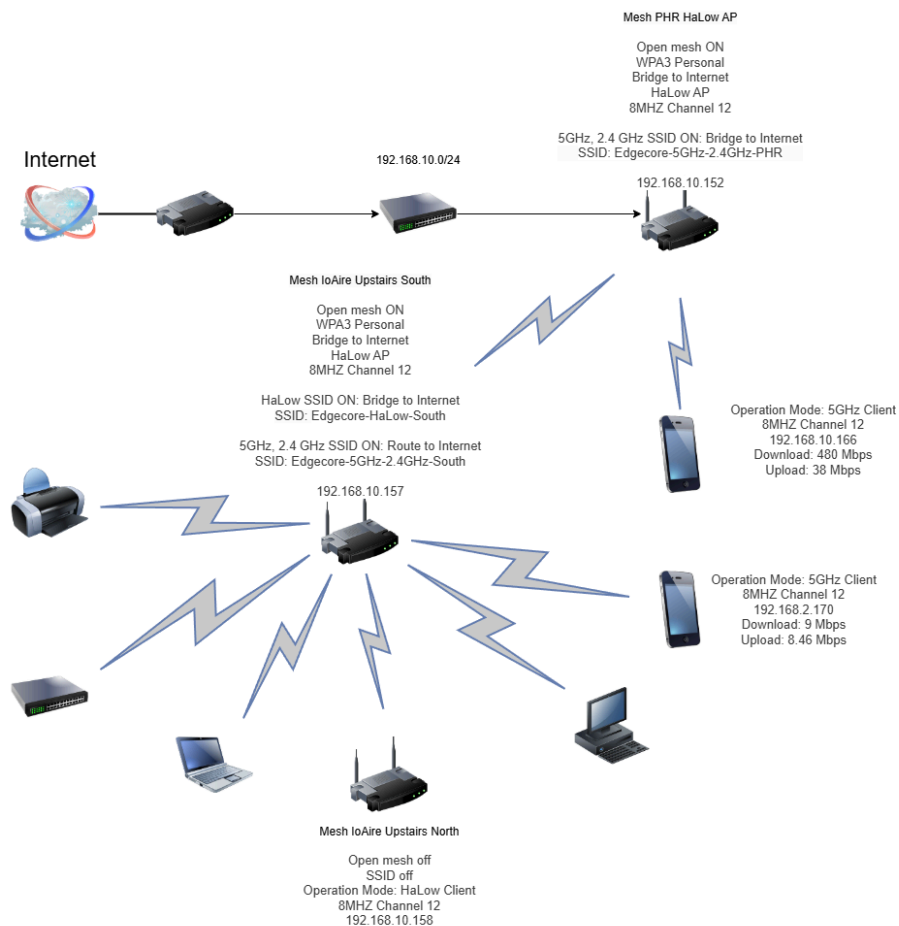 Mesh PHR HaLow AP
Open mesh ON
WPA3 Personal
Bridge to Internet
HaLow AP
8MHZ Channel 12
5GHz, 2.4 GHz SSID ON: Bridge to Internet
SSID: Edgecore-5GHz-2.4GHz-PHR
192.168.10.152
Internet
192.168.10.0/24
Mesh IoAire Upstairs South
Open mesh ON
WPA3 Personal
Bridge to Internet
HaLow AP
8MHZ Channel 12
HaLow SSID ON: Bridge to Internet
SSID: Edgecore-HaLow-South
5GHz, 2.4 GHz SSID ON: Route to Internet
SSID: Edgecore-5GHz-2.4GHz-South
192.168.10.157
Operation Mode: 5GHz Client
8MHZ Channel 12
192.168.10.166
Download: 480 Mbps
Upload: 38 Mbps
Operation Mode: 5GHz Client
8MHZ Channel 12
192.168.2.170
Download: 9 Mbps
Upload: 8.46 Mbps
Mesh IoAire Upstairs North
Open mesh off
SSID off
Operation Mode: HaLow Client
8MHZ Channel 12
192.168.10.158